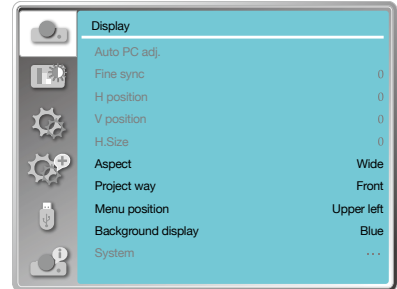 Display
Auto PC adj.
Fine sync 0
H position 0
V position 0
H.Size 0
Aspect Wide
Project way Front
Menu position Upper left
Background display Blue
System ...